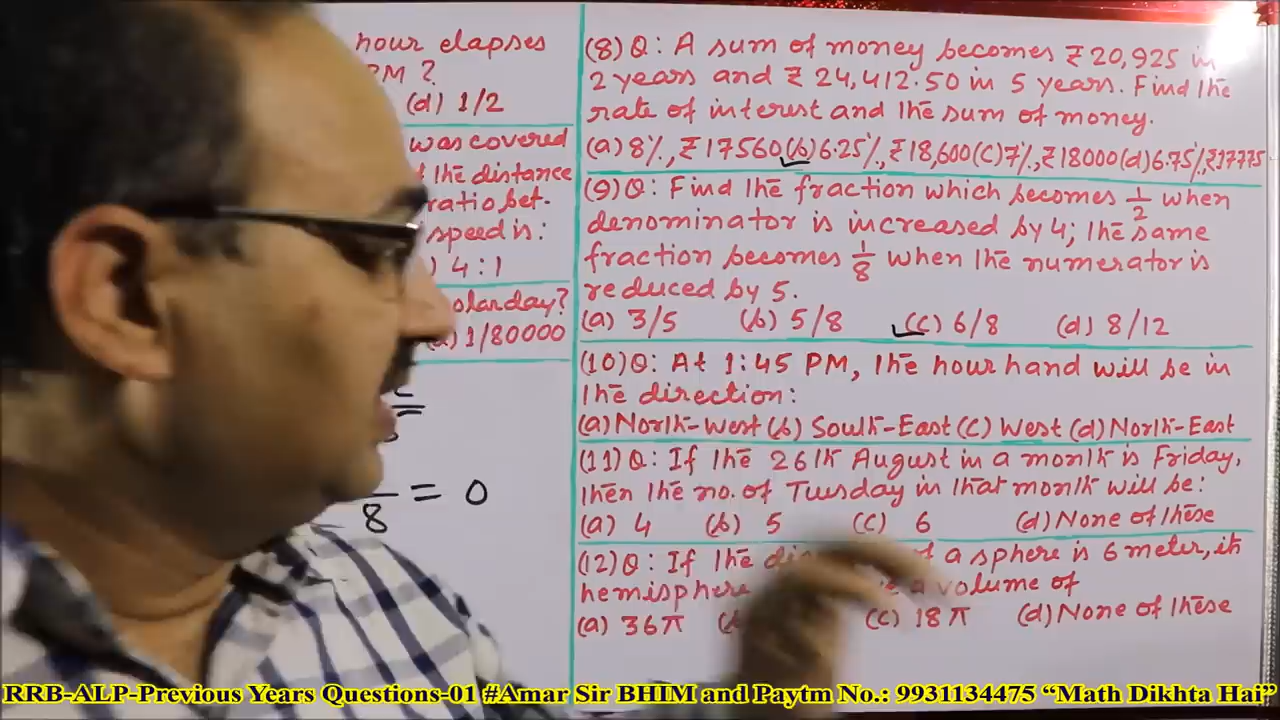 hour elapses
PM ?
(d) 1/2
was covered
the distance
ratio bet-
speed is:
) 4:1
olar day?
1/80000
8 = 0
(8) Q: A sum of money becomes ₹ 20,925 in
2 years and ₹ 24,412.50 in 5 years. Find the
rate of interest and the sum of money.
(a) 8%, ₹ 17560 (b) 6.25%, ₹ 18,600 (c) 7%, ₹ 18000 (d) 6.75%, ₹ 17775
(9) Q: Find the fraction which becomes 1/2 when
denominator is increased by 4; the same
fraction becomes 1/8 when the numerator is
reduced by 5.
(a) 3/5 (b) 5/8 (c) 6/8 (d) 8/12
(10) Q: At 1:45 PM, the hour hand will be in
the direction:
(a) North-West (b) South-East (c) West (d) North-East
(11) Q: If the 26th August in a month is Friday,
then the no. of Tuesday in that month will be:
(a) 4 (b) 5 (c) 6 (d) None of these
(12) Q: If the of a sphere is 6 meter, its
hemisphere a volume of
(a) 36π (c) 18π (d) None of these
RRB-ALP-Previous Years Questions-01 #Amar Sir BHIM and Paytm No.: 9931134475 “Math Dikhta Hai”